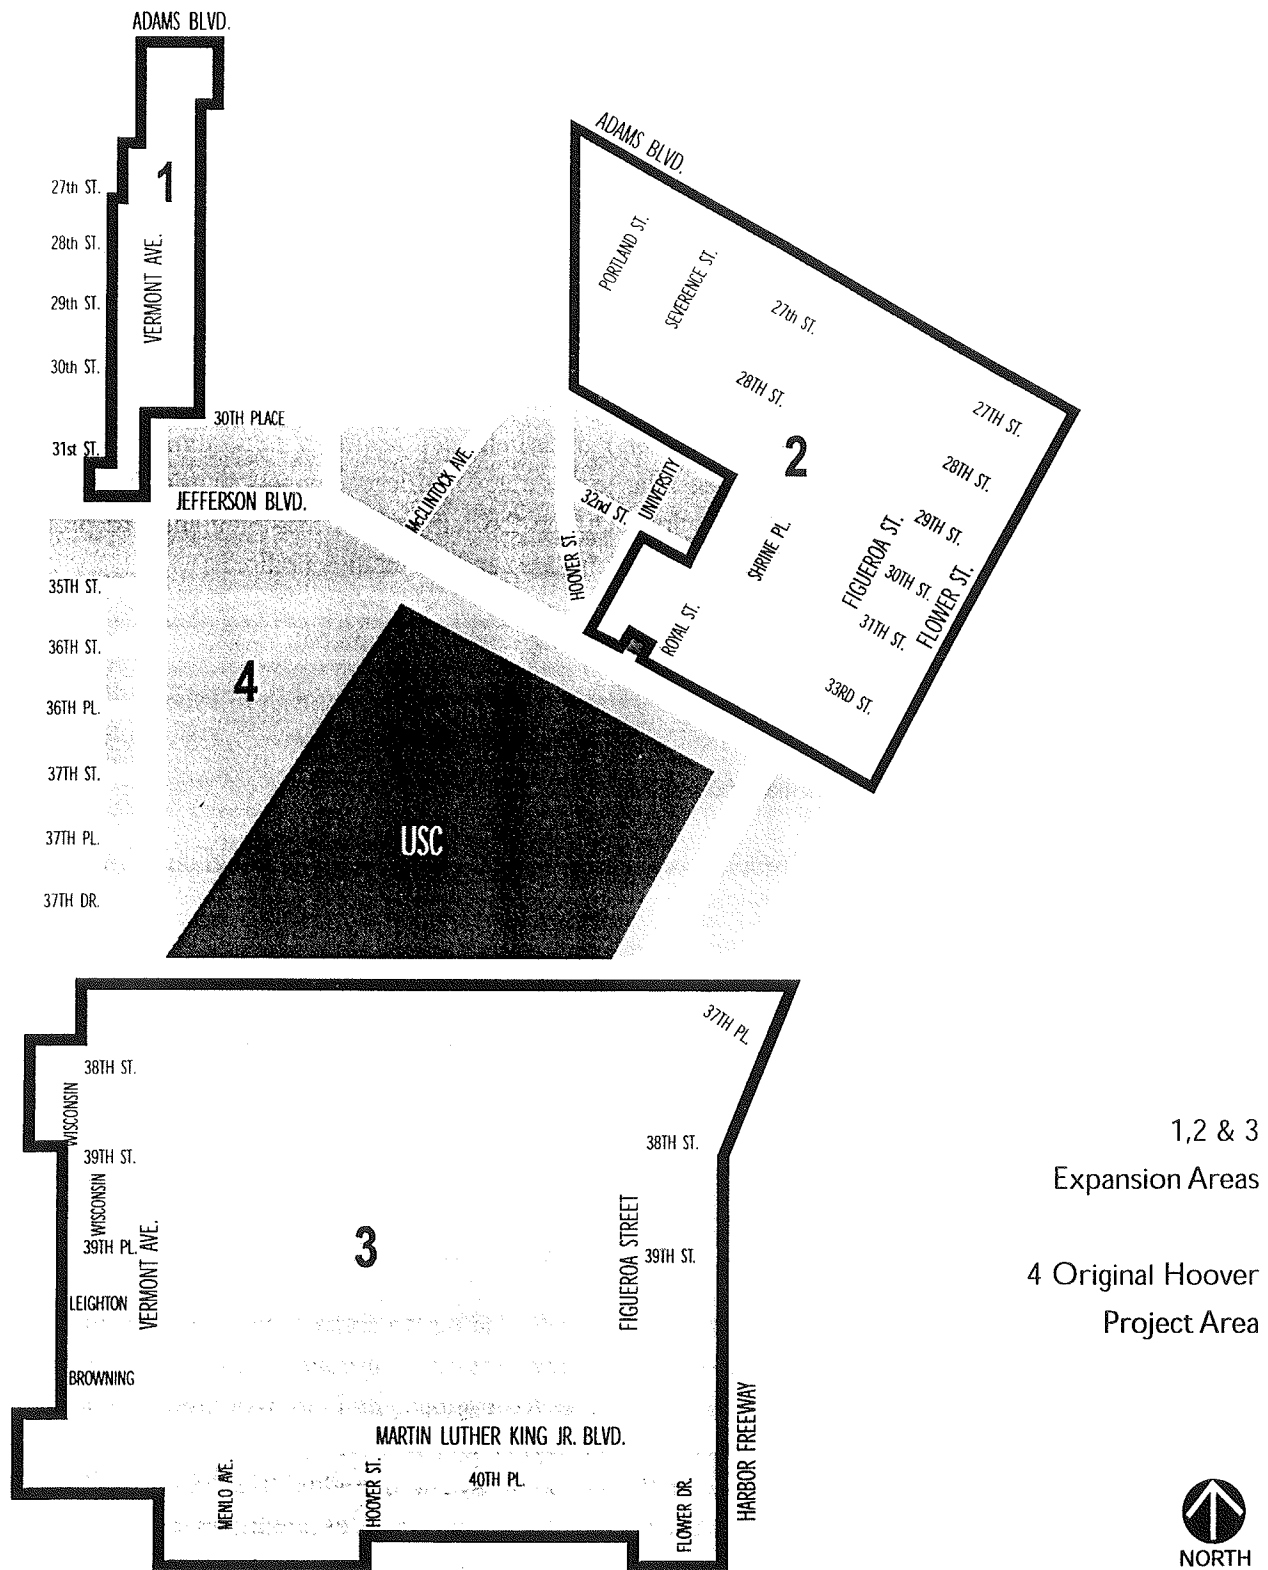 ADAMS BLVD.
ADAMS BLVD.
1
27th ST.
28th ST.
29th ST.
30th ST.
31st ST.
VERMONT AVE.
30TH PLACE
JEFFERSON BLVD.
PORTLAND ST.
SEVERENCE ST.
27th ST.
28TH ST.
27TH ST.
28TH ST.
29TH ST.
30TH ST.
31TH ST.
33RD ST.
2
SHRINE PL.
FIGUEROA ST.
FLOWER ST.
ROYAL ST.
McCLINTOCK AVE.
32nd ST.
UNIVERSITY
HOOVER ST.
35TH ST.
36TH ST.
36TH PL.
37TH ST.
37TH PL.
37TH DR.
4
USC
37TH PL.
38TH ST.
WISCONSIN
39TH ST.
WISCONSIN
39TH PL.
VERMONT AVE.
LEIGHTON
BROWNING
3
38TH ST.
FIGUEROA STREET
39TH ST.
MARTIN LUTHER KING JR. BLVD.
MENLO AVE.
HOOVER ST.
40TH PL.
FLOWER DR.
HARBOR FREEWAY
1,2 & 3
Expansion Areas
4 Original Hoover
Project Area
NORTH